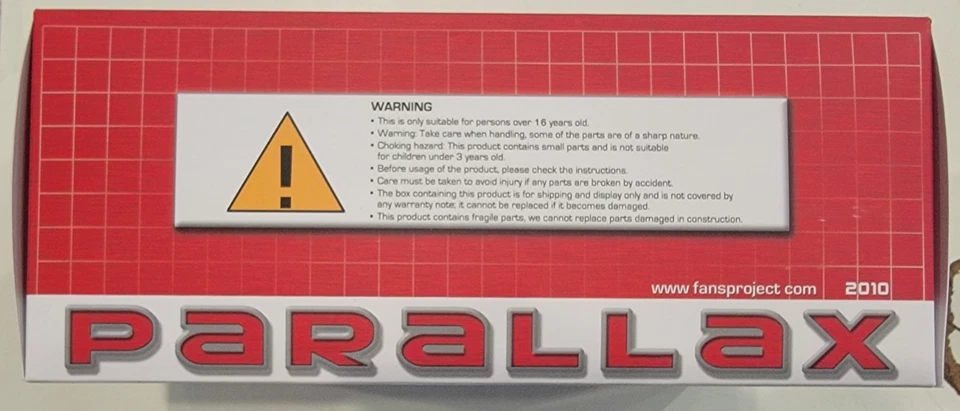 WARNING
• This is only suitable for persons over 16 years old.
• Warning: Take care when handling, some of the parts are of a sharp nature.
• Choking hazard: This product contains small parts and is not suitable
for children under 3 years old.
• Before usage of the product, please check the instructions.
• Care must be taken to avoid injury if any parts are broken by accident.
• The box containing this product is for shipping and display only and is not covered by
any warranty note; it cannot be replaced if it becomes damaged.
• This product contains fragile parts, we cannot replace parts damaged in construction.
www fansproject com 2010
PaRaLLaX